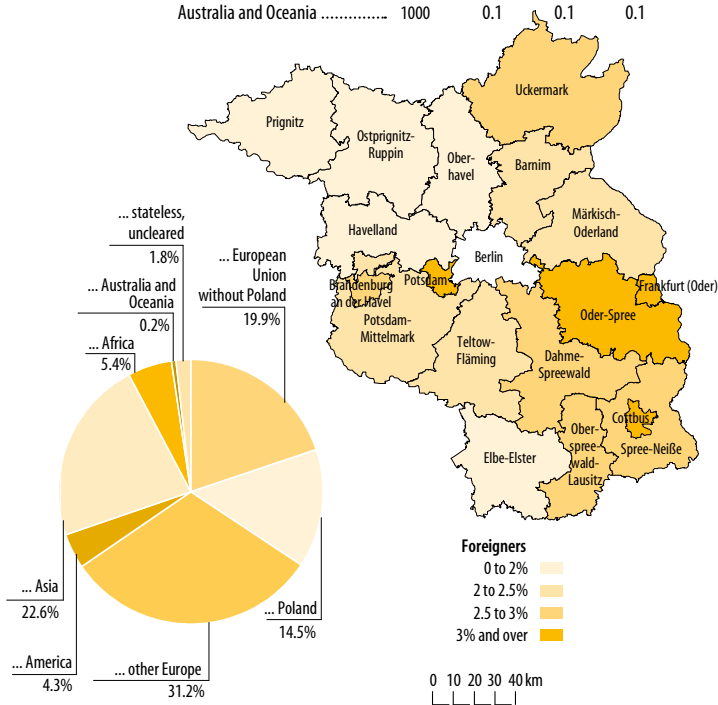 Australia and Oceania .............. 1000 0.1 0.1 0.1
Uckermark
Prignitz
Ostprignitz-
Ruppin
Ober-
havel
Barnim
Märkisch-
Oderland
Havelland
Berlin
Brandenburg
an der Havel
Potsdam
Frankfurt (Oder)
Oder-Spree
Potsdam-
Mittelmark
Teltow-
Fläming
Dahme-
Spreewald
Cottbus
Spree-Neiße
Ober-
spree-
wald-
Lausitz
Elbe-Elster
... stateless,
uncleared
1.8%
... European
Union
without Poland
19.9%
... Australia and
Oceania
0.2%
... Africa
5.4%
... Asia
22.6%
... America
4.3%
... other Europe
31.2%
... Poland
14.5%
Foreigners
0 to 2%
2 to 2.5%
2.5 to 3%
3% and over
0 10 20 30 40 km